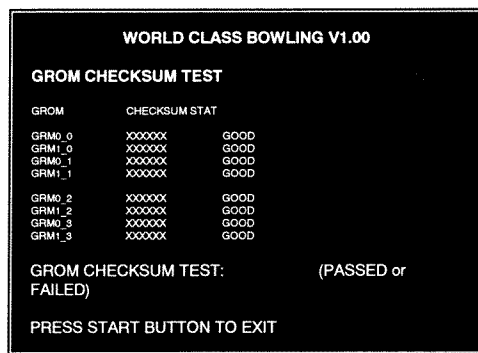 WORLD CLASS BOWLING V1.00
GROM CHECKSUM TEST
GROM CHECKSUM STAT
GRM0_0 XXXXXX GOOD
GRM1_0 XXXXXX GOOD
GRM0_1 XXXXXX GOOD
GRM1_1 XXXXXX GOOD
GRM0_2 XXXXXX GOOD
GRM1_2 XXXXXX GOOD
GRM0_3 XXXXXX GOOD
GRM1_3 XXXXXX GOOD
GROM CHECKSUM TEST: (PASSED or
FAILED)
PRESS START BUTTON TO EXIT